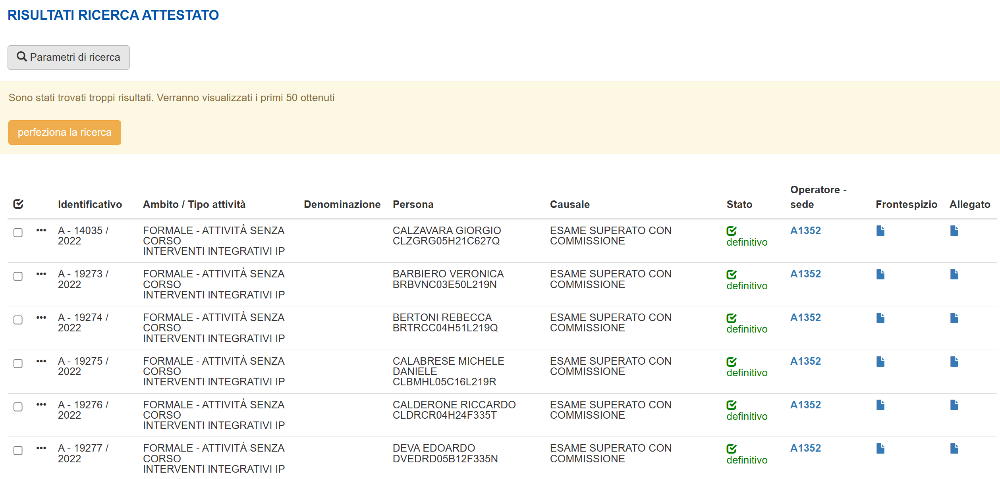 RISULTATI RICERCA ATTESTATO
Parametri di ricerca
Sono stati trovati troppi risultati. Verranno visualizzati i primi 50 ottenuti
perfeziona la ricerca
Identificativo Ambito / Tipo attività Denominazione Persona Causale Stato Operatore - sede Frontespizio Allegato
A - 14035 / 2022
FORMALE - ATTIVITÀ SENZA
CORSO
INTERVENTI INTEGRATIVI IP
CALZAVARA GIORGIO
CLZGRG05H21C627Q
ESAME SUPERATO CON
COMMISSIONE
definitivo
A1352
A - 19273 / 2022
FORMALE - ATTIVITÀ SENZA
CORSO
INTERVENTI INTEGRATIVI IP
BARBIERO VERONICA
BRBVNC03E50L219N
ESAME SUPERATO CON
COMMISSIONE
definitivo
A1352
A - 19274 / 2022
FORMALE - ATTIVITÀ SENZA
CORSO
INTERVENTI INTEGRATIVI IP
BERTONI REBECCA
BRTRCC04H51L219Q
ESAME SUPERATO CON
COMMISSIONE
definitivo
A1352
A - 19275 / 2022
FORMALE - ATTIVITÀ SENZA
CORSO
INTERVENTI INTEGRATIVI IP
CALABRESE MICHELE
DANIELE
CLBMHL05C16L219R
ESAME SUPERATO CON
COMMISSIONE
definitivo
A1352
A - 19276 / 2022
FORMALE - ATTIVITÀ SENZA
CORSO
INTERVENTI INTEGRATIVI IP
CALDERONE RICCARDO
CLDRCR04H24F335T
ESAME SUPERATO CON
COMMISSIONE
definitivo
A1352
A - 19277 / 2022
FORMALE - ATTIVITÀ SENZA
CORSO
INTERVENTI INTEGRATIVI IP
DEVA EDOARDO
DVEDRD05B12F335N
ESAME SUPERATO CON
COMMISSIONE
definitivo
A1352